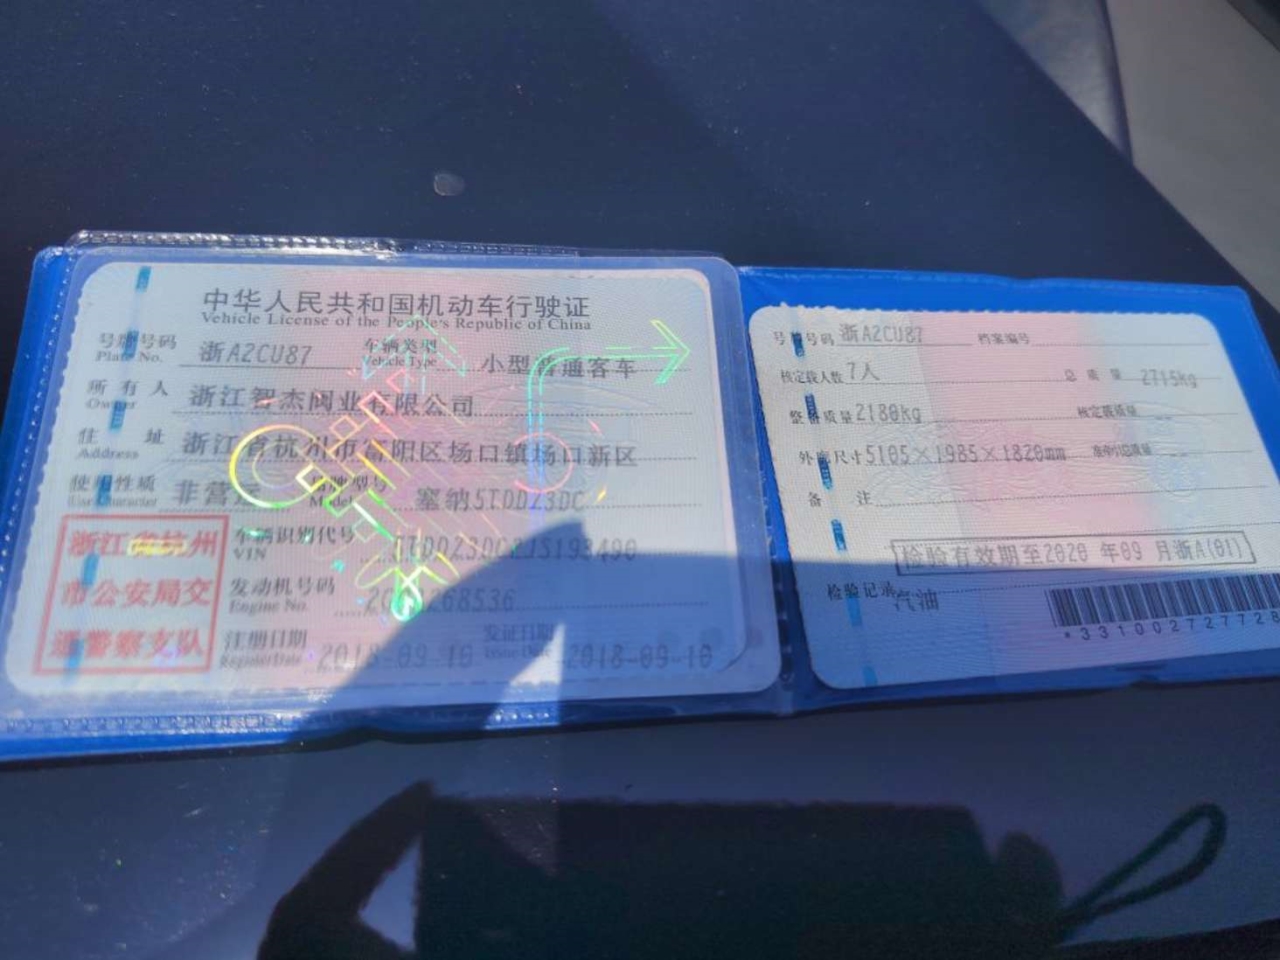 中华人民共和国机动车行驶证
Vehicle License of the People's Republic of China
号牌号码 浙A2CU87 车辆类型 小型普通客车
Plate No. Vehicle Type
所有人 浙江智杰阀业有限公司
Owner
住址 浙江省杭州市富阳区场口镇场口新区
Address
使用性质 非营运 品牌型号 塞纳5TDDZ3DC
Use Character Model
浙江省杭州
市公安局交
通警察支队
车辆识别代号
VIN
发动机号码
Engine No.
注册日期 2018-09-10 发证日期 2018-09-10
Register Date Issue Date
号牌号码 浙A2CU87 档案编号
核定载人数 7人 总质量 2715kg
整备质量 2180kg 核定载质量 --
外廓尺寸 5105×1985×1820mm 准牵引总质量 --
备注
检验有效期至2020年09月浙A(01)
检验记录 汽油